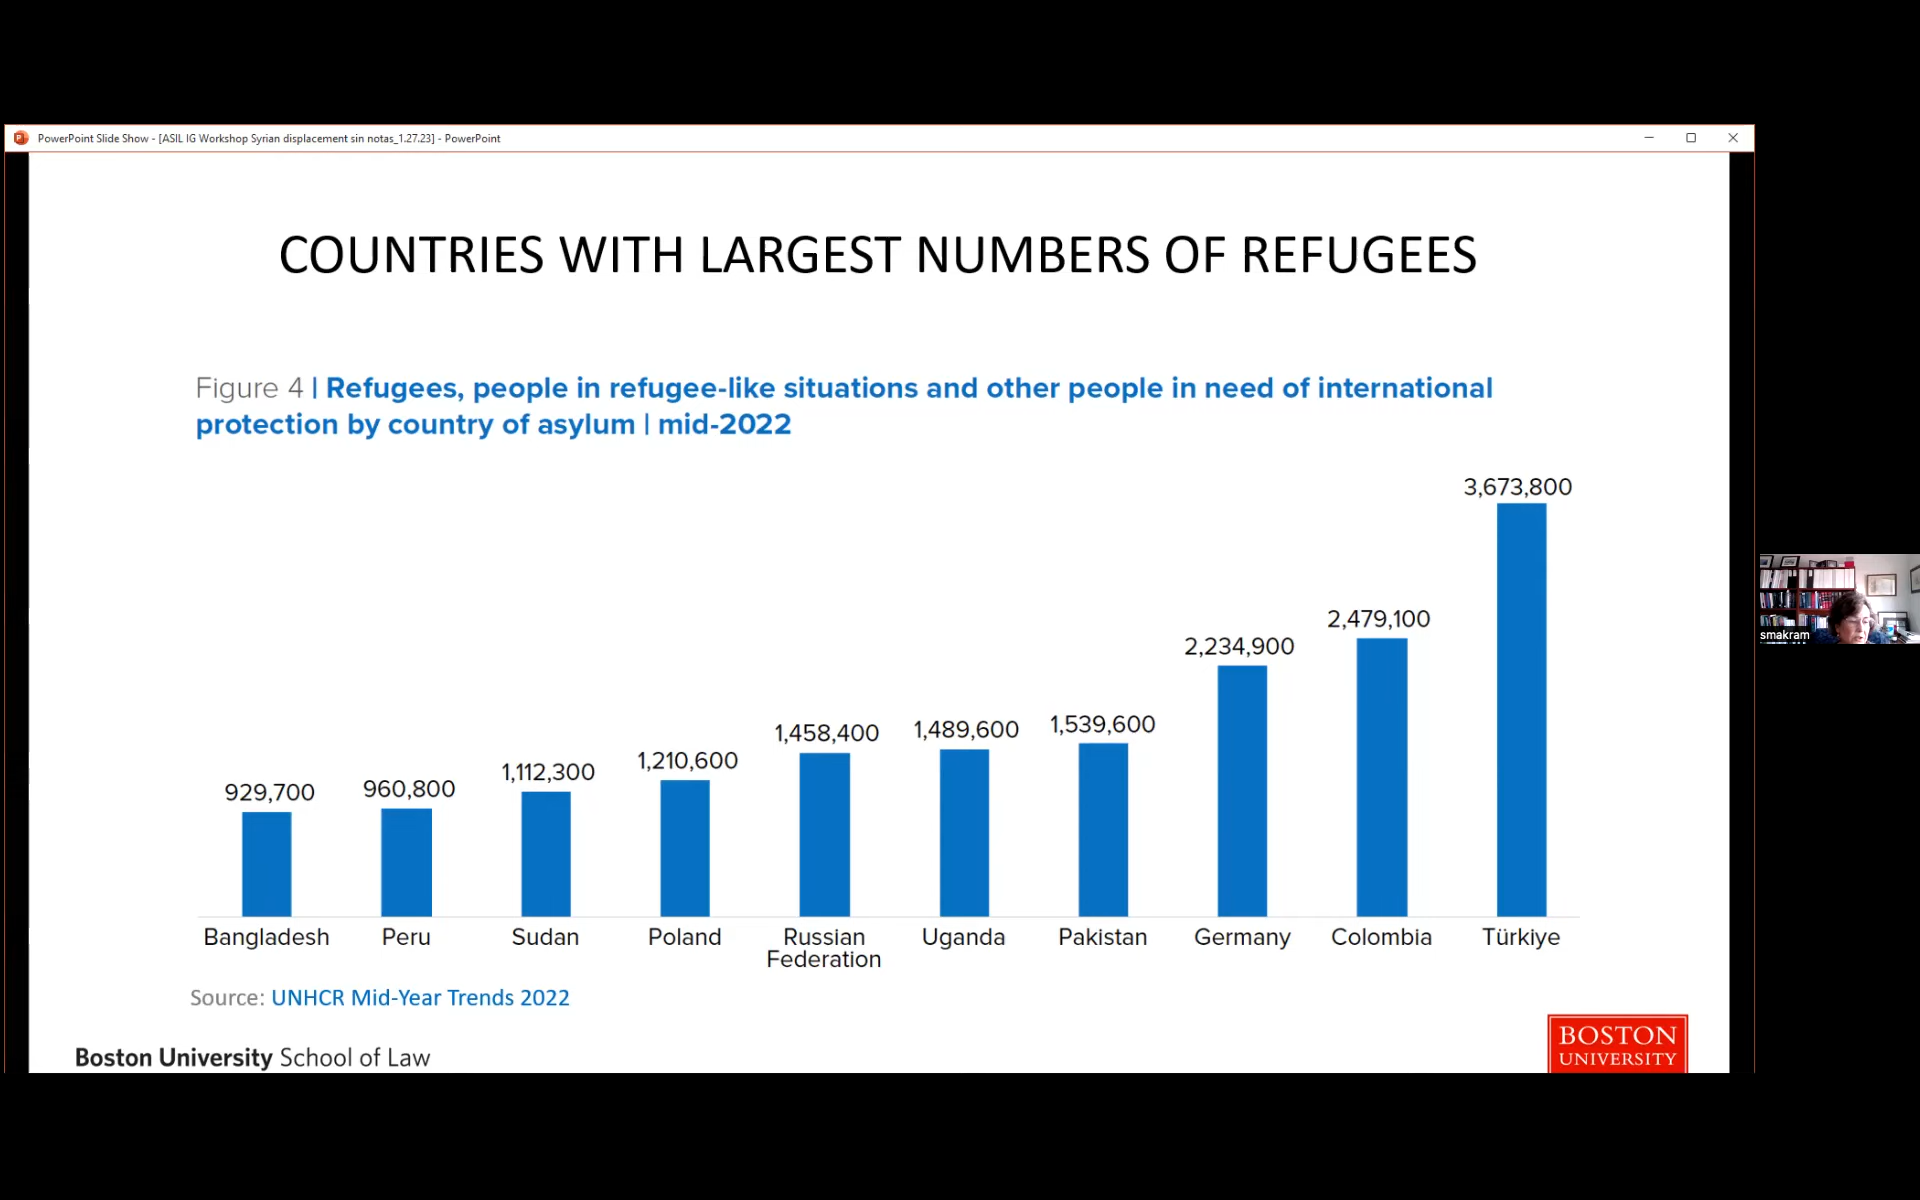 PowerPoint Slide Show - [ASIL IG Workshop Syrian displacement sin notas_1.27.23] - PowerPoint
COUNTRIES WITH LARGEST NUMBERS OF REFUGEES
Figure 4 | Refugees, people in refugee-like situations and other people in need of international
protection by country of asylum | mid-2022
929,700
960,800
1,112,300
1,210,600
1,458,400
1,489,600
1,539,600
2,234,900
2,479,100
3,673,800
Bangladesh
Peru
Sudan
Poland
Russian
Federation
Uganda
Pakistan
Germany
Colombia
Türkiye
Source: UNHCR Mid-Year Trends 2022
Boston University School of Law
BOSTON
UNIVERSITY
smakram